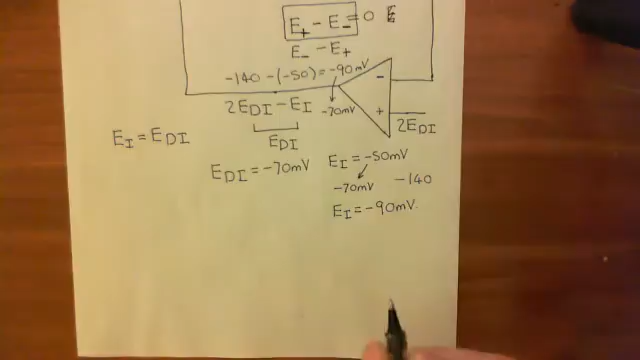 E+ − E− = 0 E
E− − E+
−140 −(−50) = −90mV
−
2EDI − EI
−70mV
+
2EDI
EI = EDI
EDI
EDI = −70mV
EI = −50mV
−70mV −140
EI = −90mV.